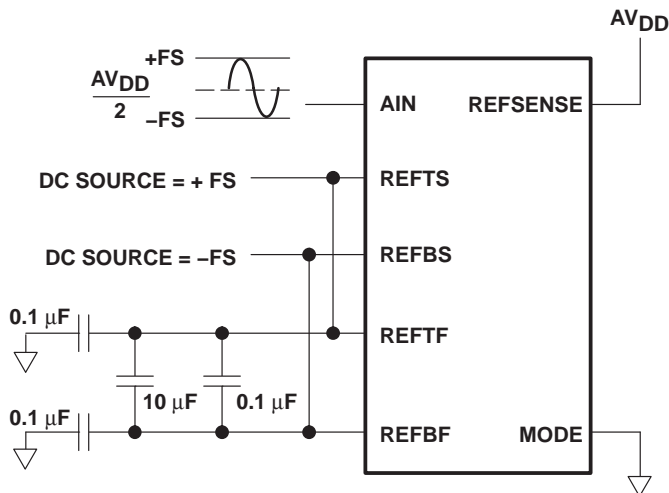 AVDD
+FS
AVDD
2
−FS
AIN
REFSENSE
DC SOURCE = + FS
REFTS
DC SOURCE = −FS
REFBS
0.1 µF
REFTF
10 µF
0.1 µF
0.1 µF
REFBF
MODE